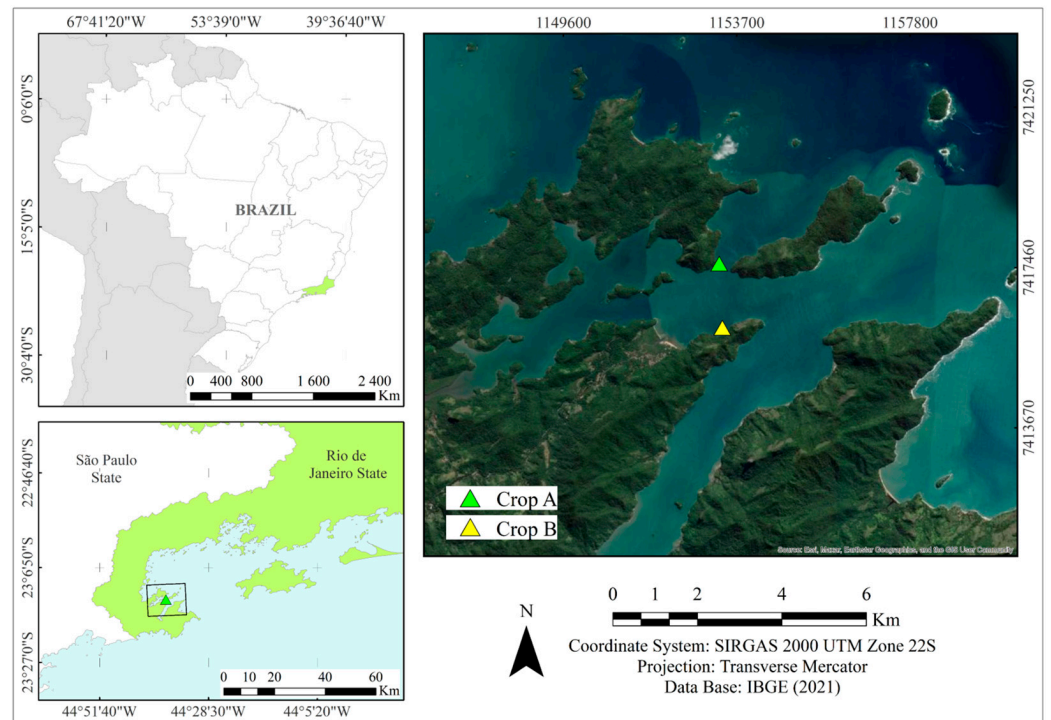 67°41'20"W 53°39'0"W 39°36'40"W
0°6'0"S
15°5'0"S
30°4'0"S
BRAZIL
0 400 800 1 600 2 400
Km
São Paulo
State
Rio de
Janeiro State
22°46'40"S
23°6'50"S
23°27'0"S
0 10 20 40 60
Km
44°51'40"W 44°28'30"W 44°5'20"W
1149600 1153700 1157800
7421250
7417460
7413670
Crop A
Crop B
Source: Esri, Maxar, Earthstar Geographics, and the GIS User Community
N
0 1 2 4 6
Km
Coordinate System: SIRGAS 2000 UTM Zone 22S
Projection: Transverse Mercator
Data Base: IBGE (2021)